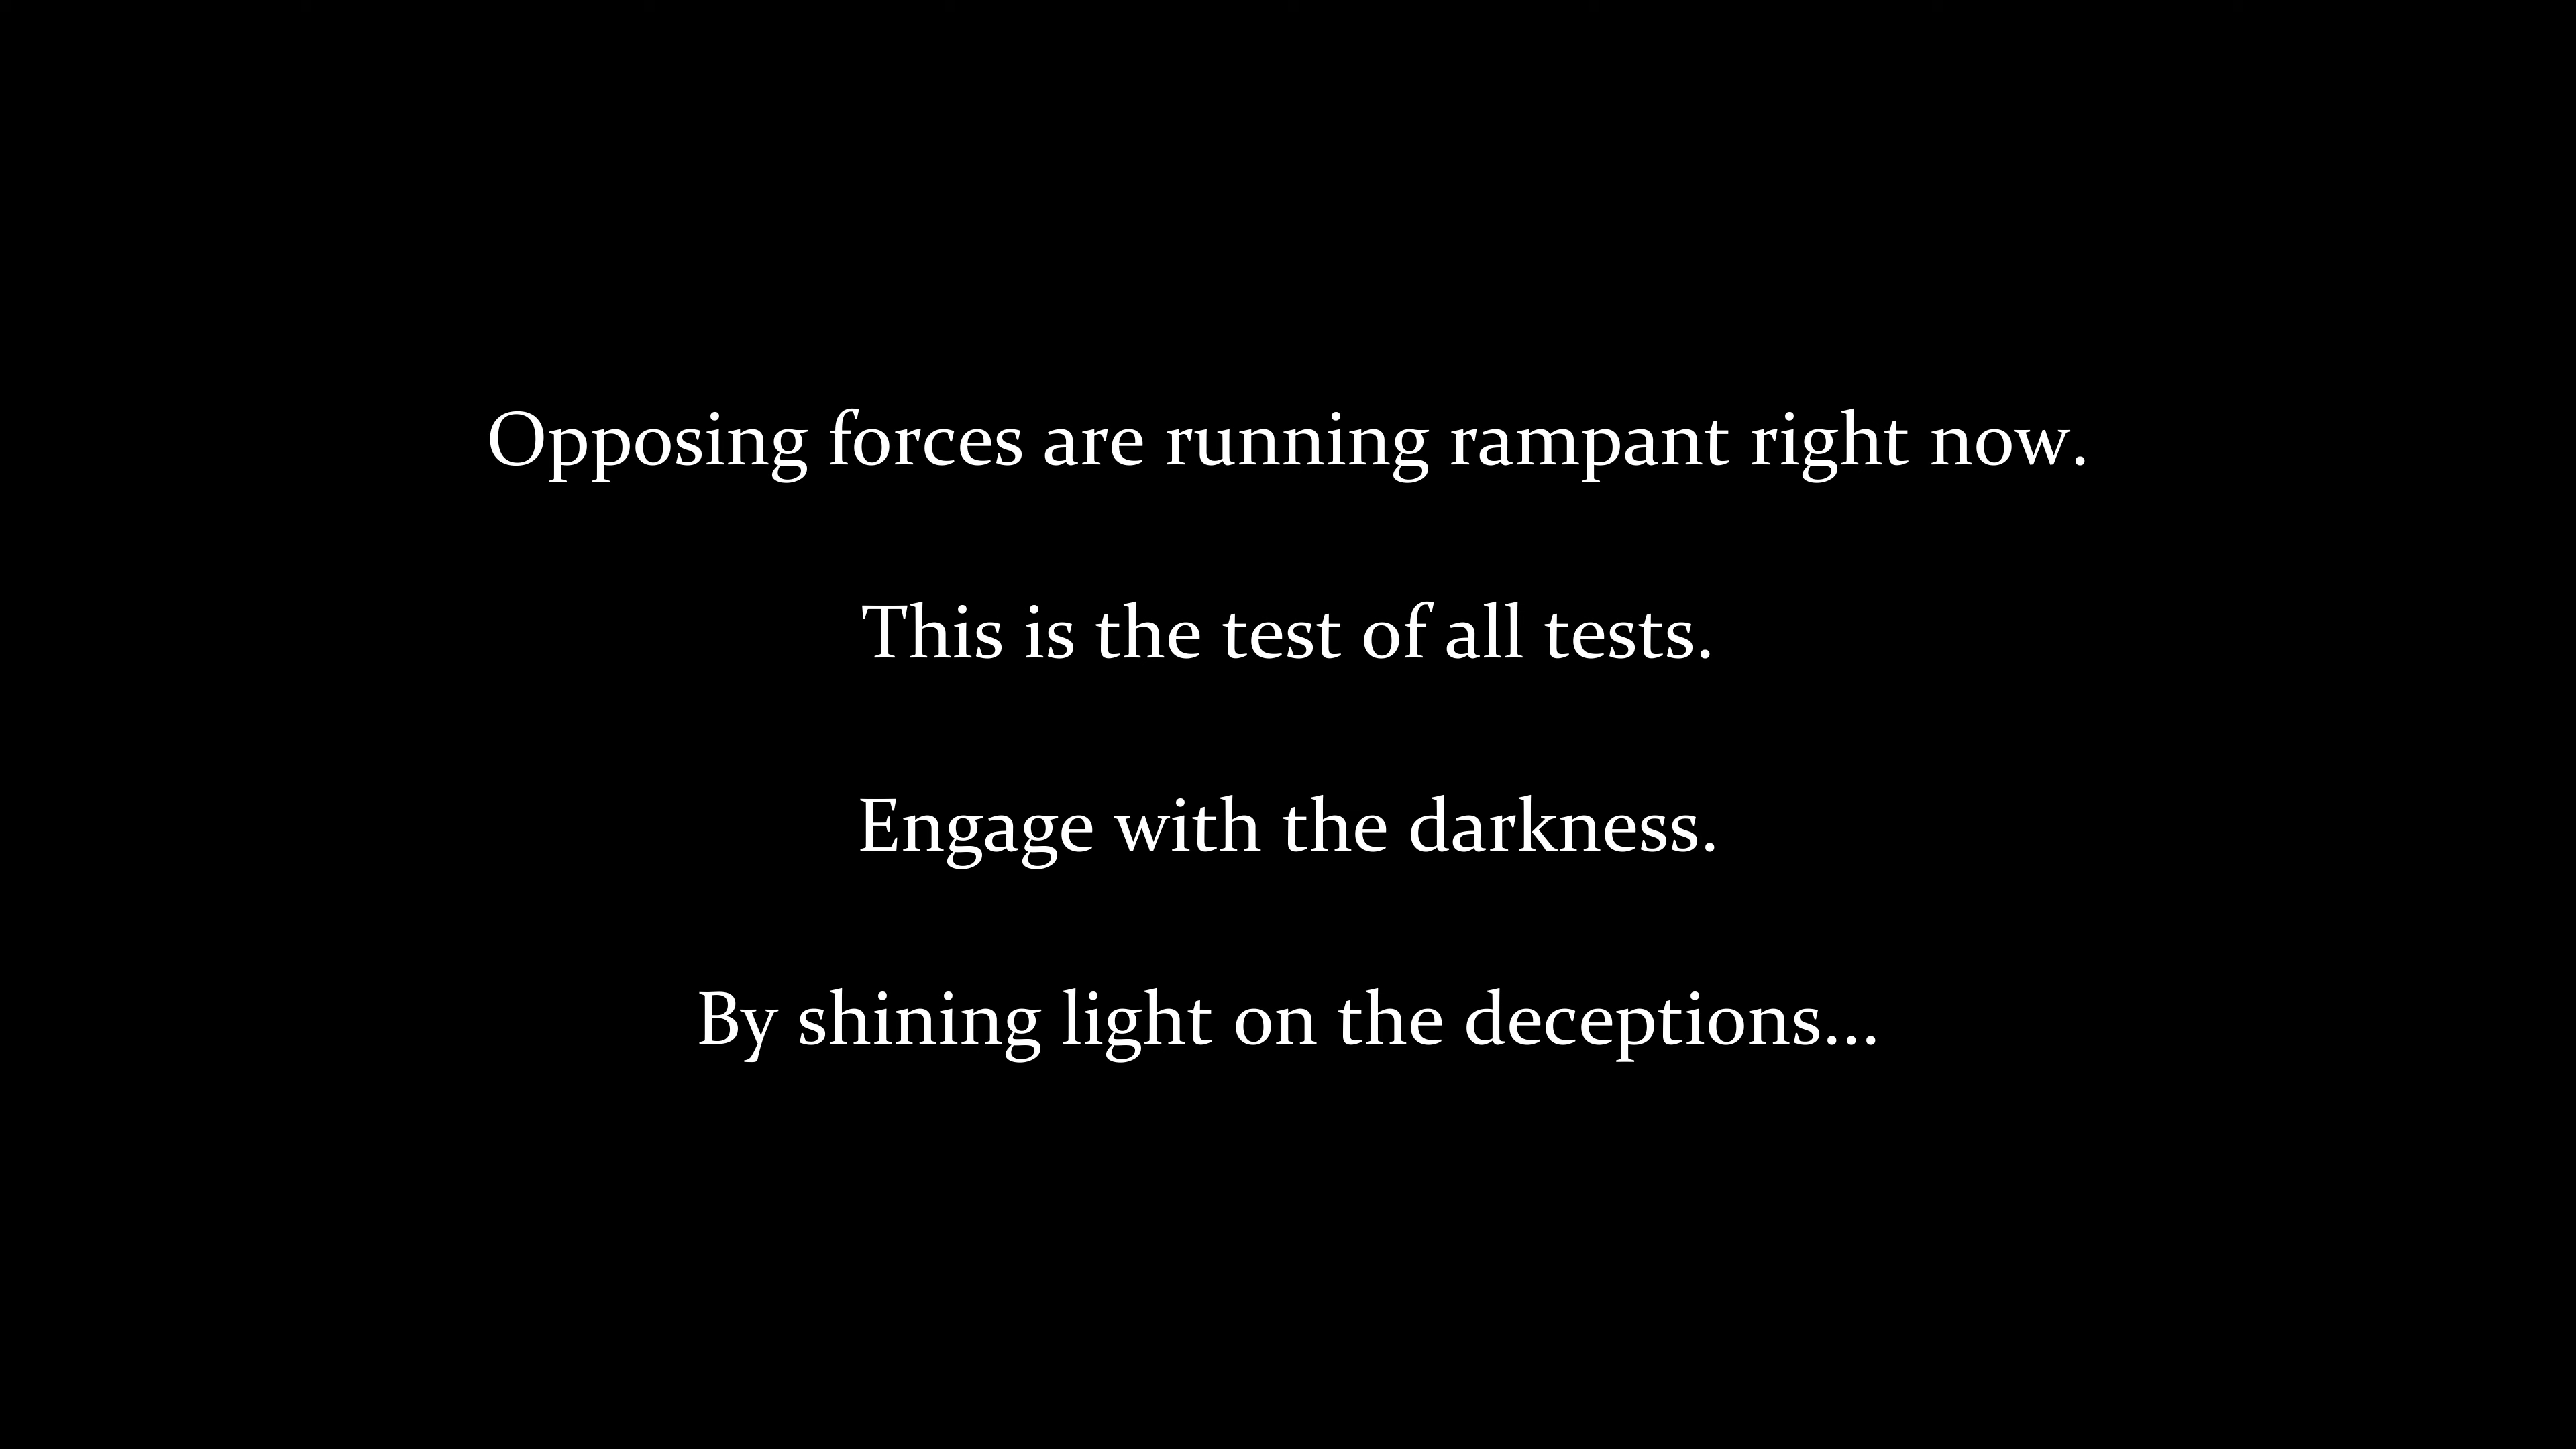 Opposing forces are running rampant right now.
This is the test of all tests.
Engage with the darkness.
By shining light on the deceptions...